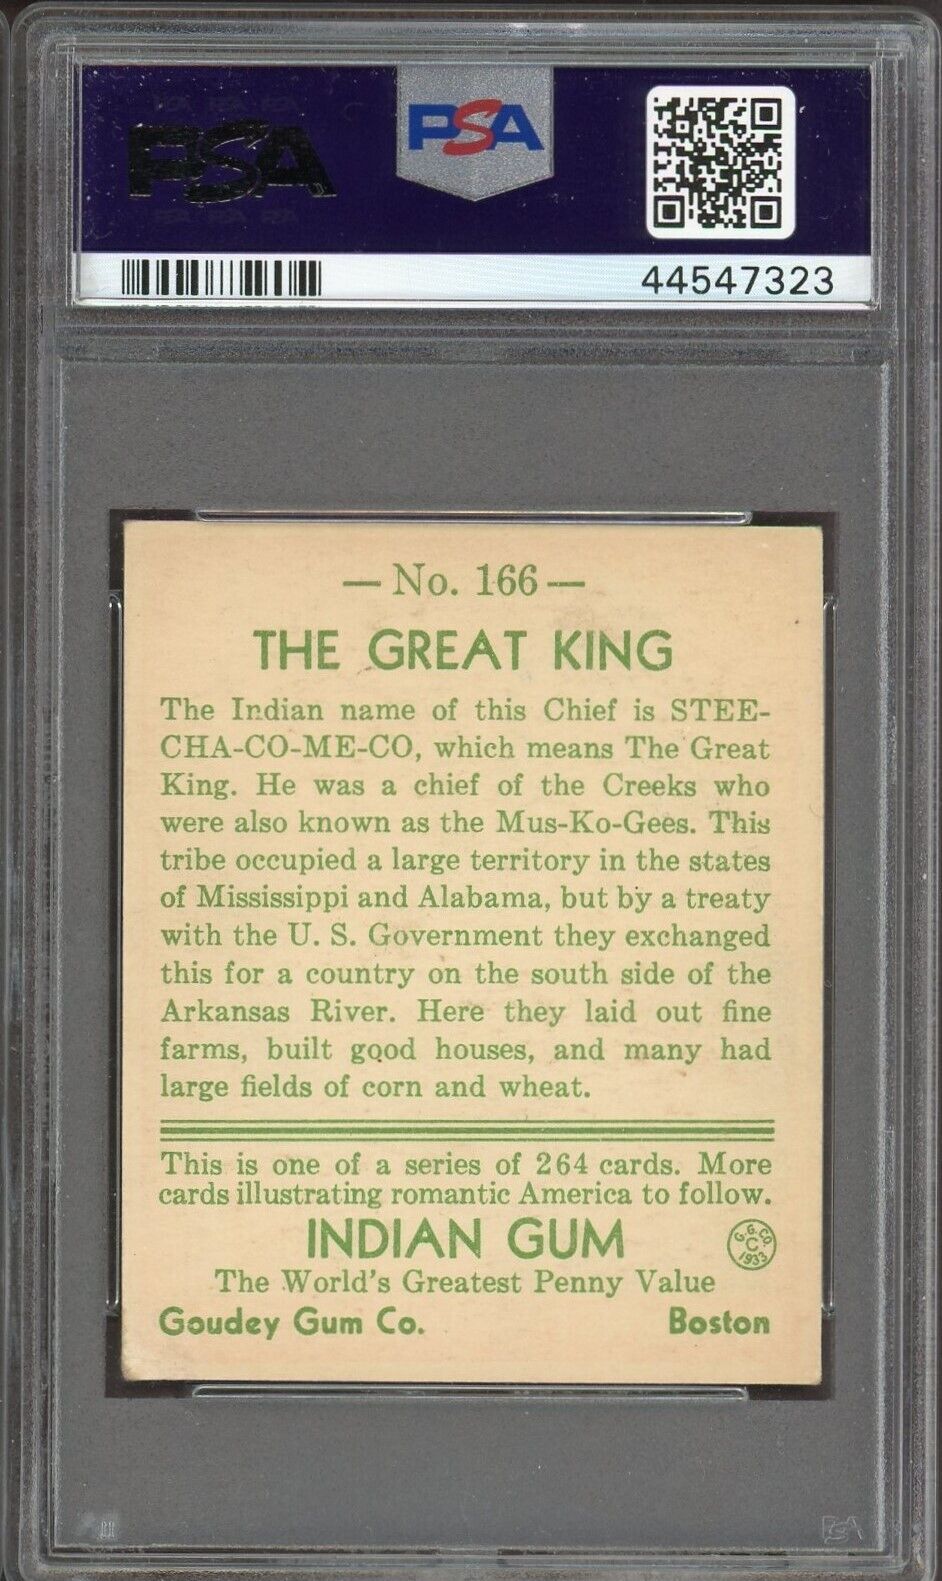 PSA
PSA
44547323
— No. 166 —
THE GREAT KING
The Indian name of this Chief is STEE-
CHA-CO-ME-CO, which means The Great
King. He was a chief of the Creeks who
were also known as the Mus-Ko-Gees. This
tribe occupied a large territory in the states
of Mississippi and Alabama, but by a treaty
with the U. S. Government they exchanged
this for a country on the south side of the
Arkansas River. Here they laid out fine
farms, built good houses, and many had
large fields of corn and wheat.
This is one of a series of 264 cards. More
cards illustrating romantic America to follow.
INDIAN GUM
G.G.CO.
C
1933
The World's Greatest Penny Value
Goudey Gum Co. Boston
PSA